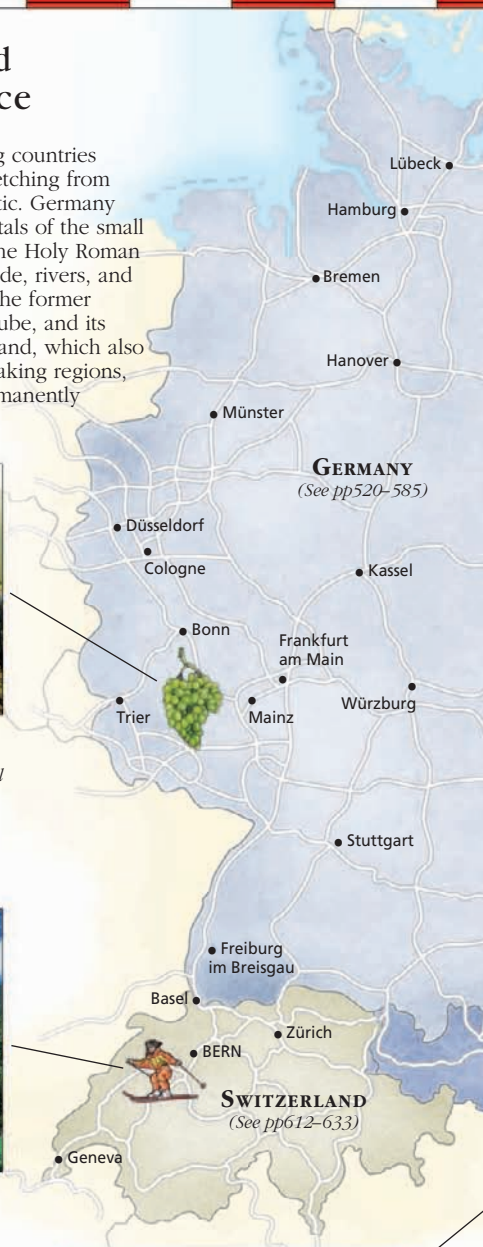 d
ce
g countries
etching from
tic. Germany
tals of the small
he Holy Roman
de, rivers, and
the former
ube, and its
and, which also
aking regions,
manently
Lübeck
Hamburg
Bremen
Hanover
Münster
GERMANY
(See pp520–585)
Düsseldorf
Cologne
Kassel
Bonn
Frankfurt
am Main
Trier
Mainz
Würzburg
l
Stuttgart
Freiburg
im Breisgau
Basel
Zürich
BERN
SWITZERLAND
(See pp612–633)
Geneva